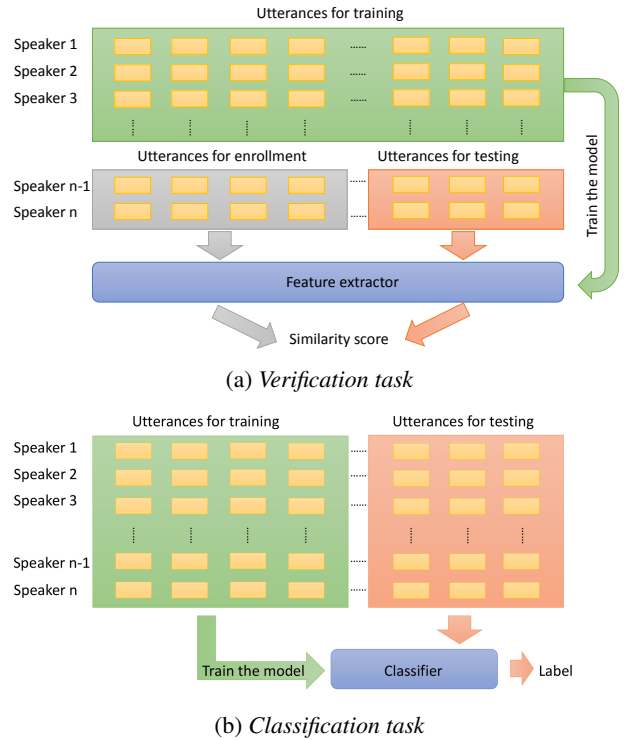 Utterances for training
Speaker 1
Speaker 2
Speaker 3
Utterances for enrollment
Utterances for testing
Speaker n-1
Speaker n
Train the model
Feature extractor
Similarity score
(a) Verification task
Utterances for training
Utterances for testing
Speaker 1
Speaker 2
Speaker 3
Speaker n-1
Speaker n
Train the model
Classifier
Label
(b) Classification task